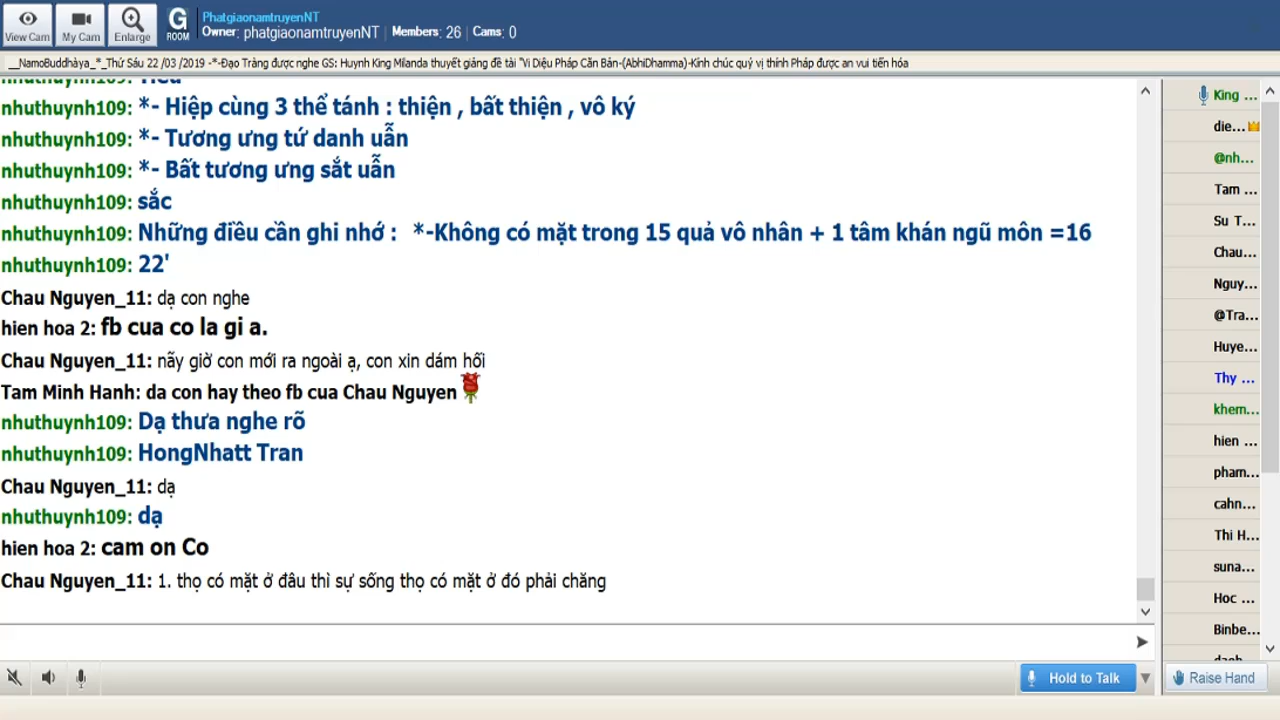 PhatgiaonamtruyenNT
Owner: phatgiaonamtruyenNT | Members: 26 | Cams: 0
View Cam
My Cam
Enlarge
G
ROOM
__NamoBuddhàya_*_Thứ Sáu 22 /03 /2019 -*-Đạo Tràng được nghe GS: Huynh King Milanda thuyết giảng đề tài "Vi Diệu Pháp Căn Bản-(AbhiDhamma)-Kính chúc quý vị thính Pháp được an vui tiến hóa
nhuthuynh109: *- Hiệp cùng 3 thể tánh : thiện , bất thiện , vô ký
nhuthuynh109: *- Tương ưng tứ danh uẫn
nhuthuynh109: *- Bất tương ưng sắt uẫn
nhuthuynh109: sắc
nhuthuynh109: Những điều cần ghi nhớ : *-Không có mặt trong 15 quả vô nhân + 1 tâm khán ngũ môn =16
nhuthuynh109: 22'
Chau Nguyen_11: dạ con nghe
hien hoa 2: fb cua co la gi a.
Chau Nguyen_11: nãy giờ con mới ra ngoài ạ, con xin dám hối
Tam Minh Hanh: da con hay theo fb cua Chau Nguyen
nhuthuynh109: Dạ thưa nghe rõ
nhuthuynh109: HongNhatt Tran
Chau Nguyen_11: dạ
nhuthuynh109: dạ
hien hoa 2: cam on Co
Chau Nguyen_11: 1. thọ có mặt ở đâu thì sự sống thọ có mặt ở đó phải chăng
King ...
die...
@nh...
Tam ...
Su T...
Chau...
Nguy...
@Tra...
Huye...
Thy ...
khem...
hien ...
pham...
cahn...
Thi H...
suna...
Hoc ...
Binbe...
Hold to Talk
Raise Hand